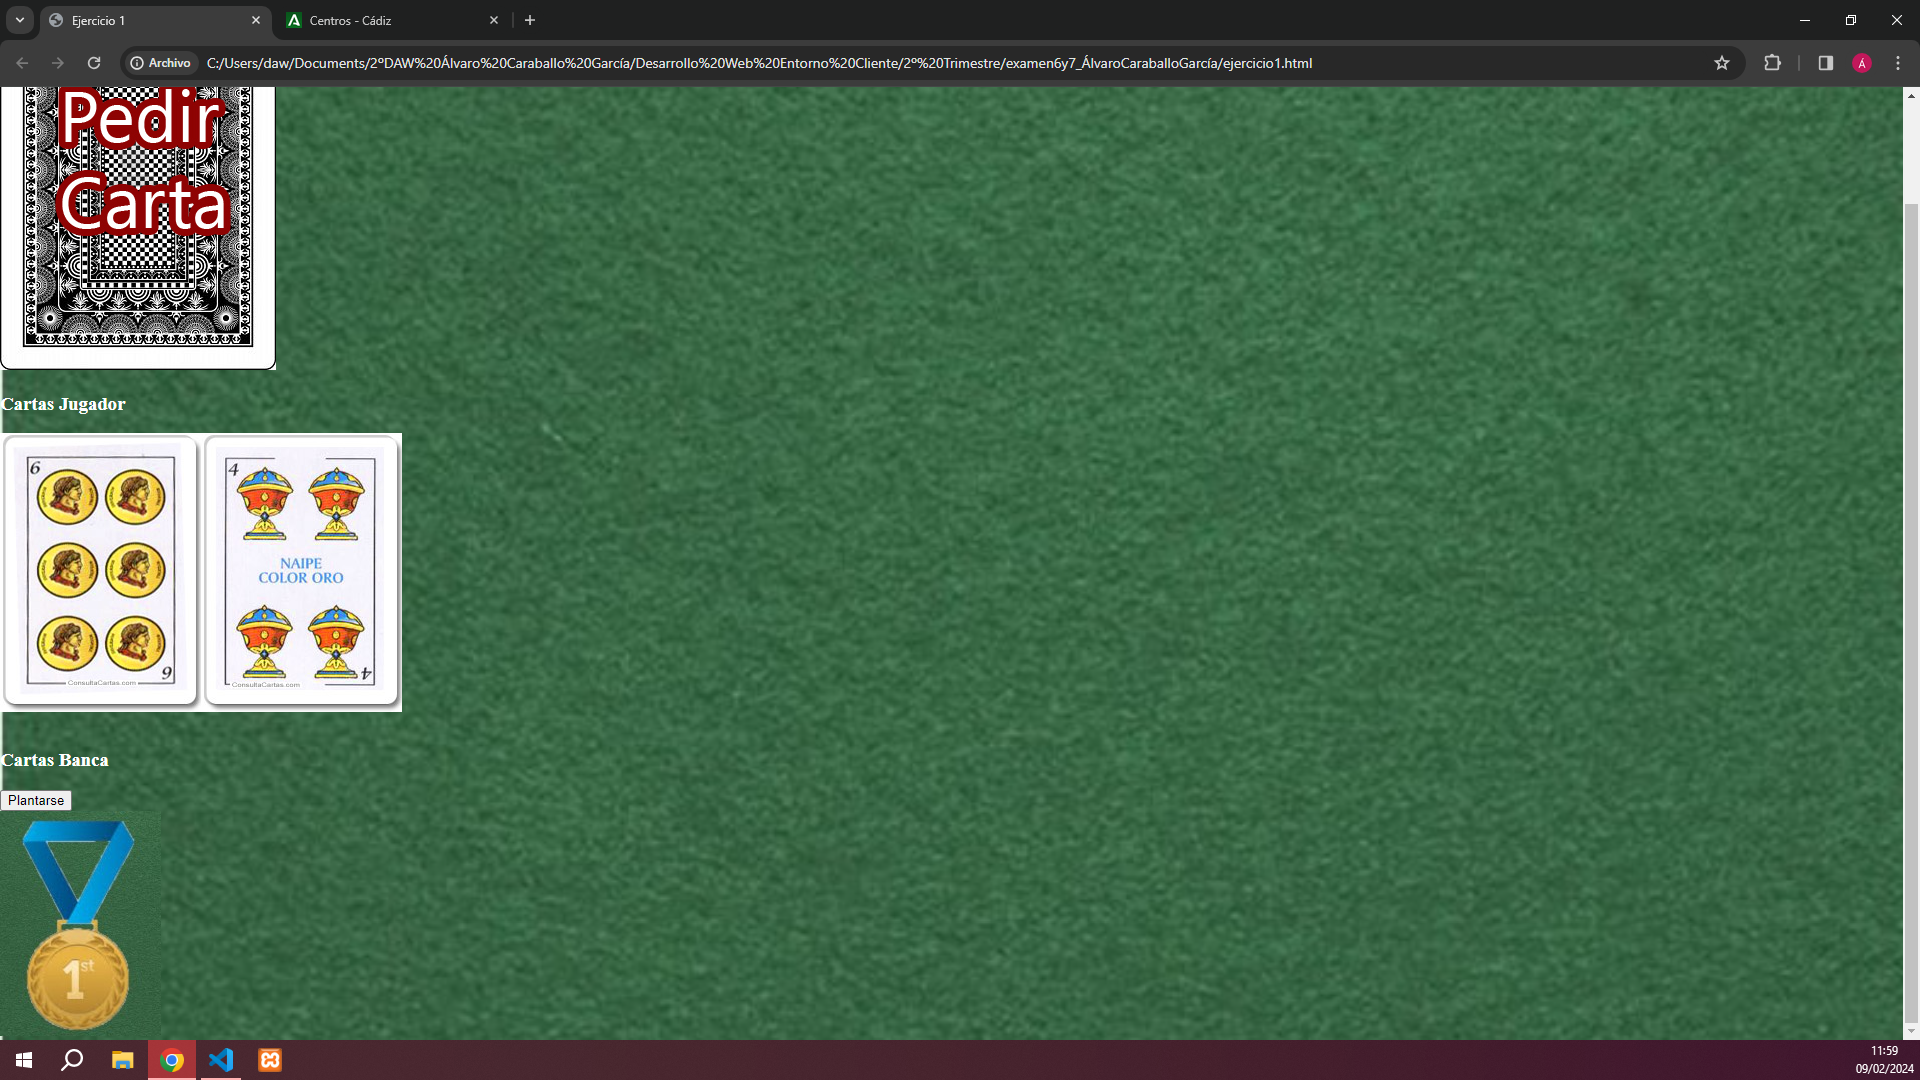 Ejercicio 1
Centros - Cádiz
Archivo
C:/Users/daw/Documents/2ºDAW%20Álvaro%20Caraballo%20García/Desarrollo%20Web%20Entorno%20Cliente/2º%20Trimestre/examen6y7_ÁlvaroCaraballoGarcía/ejercicio1.html
Á
Pedir
Carta
Cartas Jugador
6
4
NAIPE
COLOR ORO
6
4
ConsultaCartas.com
ConsultaCartas.com
Cartas Banca
Plantarse
1st
11:59
09/02/2024